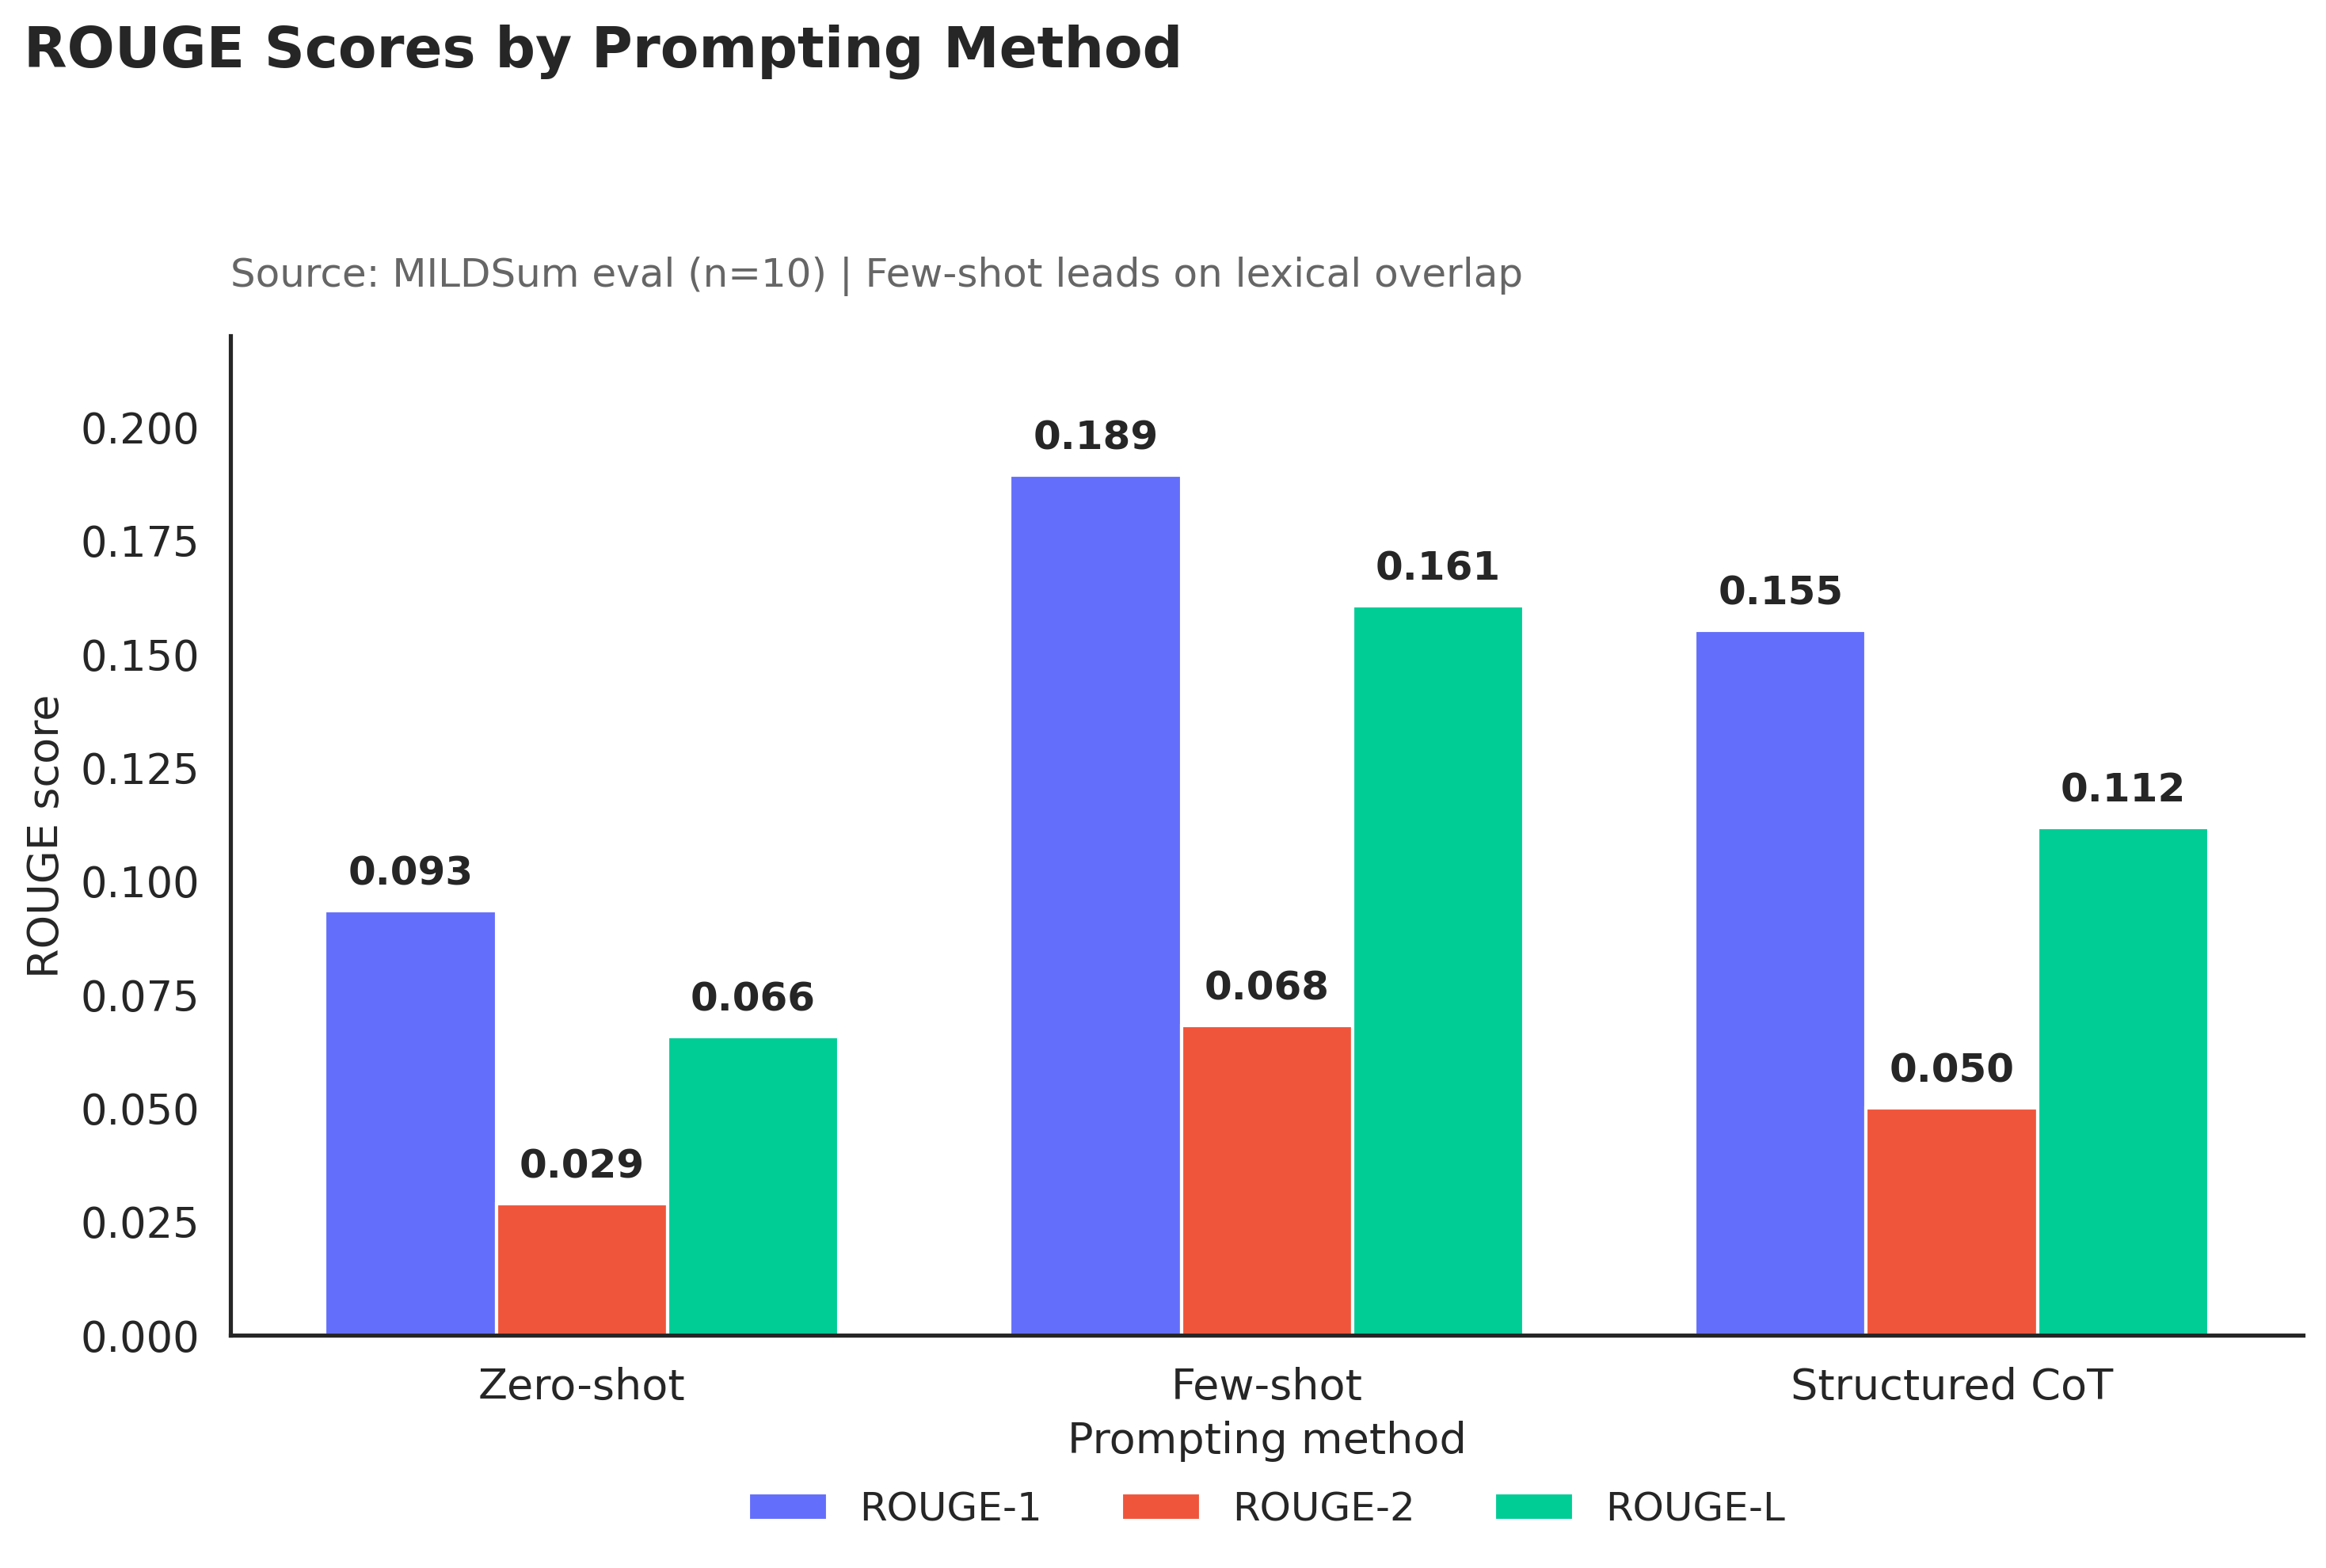 ROUGE Scores by Prompting Method
Source: MILDSum eval (n=10) | Few-shot leads on lexical overlap
ROUGE score
0.200
0.175
0.150
0.125
0.100
0.075
0.050
0.025
0.000
0.093
0.029
0.066
0.189
0.068
0.161
0.155
0.050
0.112
Zero-shot
Few-shot
Structured CoT
Prompting method
ROUGE-1
ROUGE-2
ROUGE-L